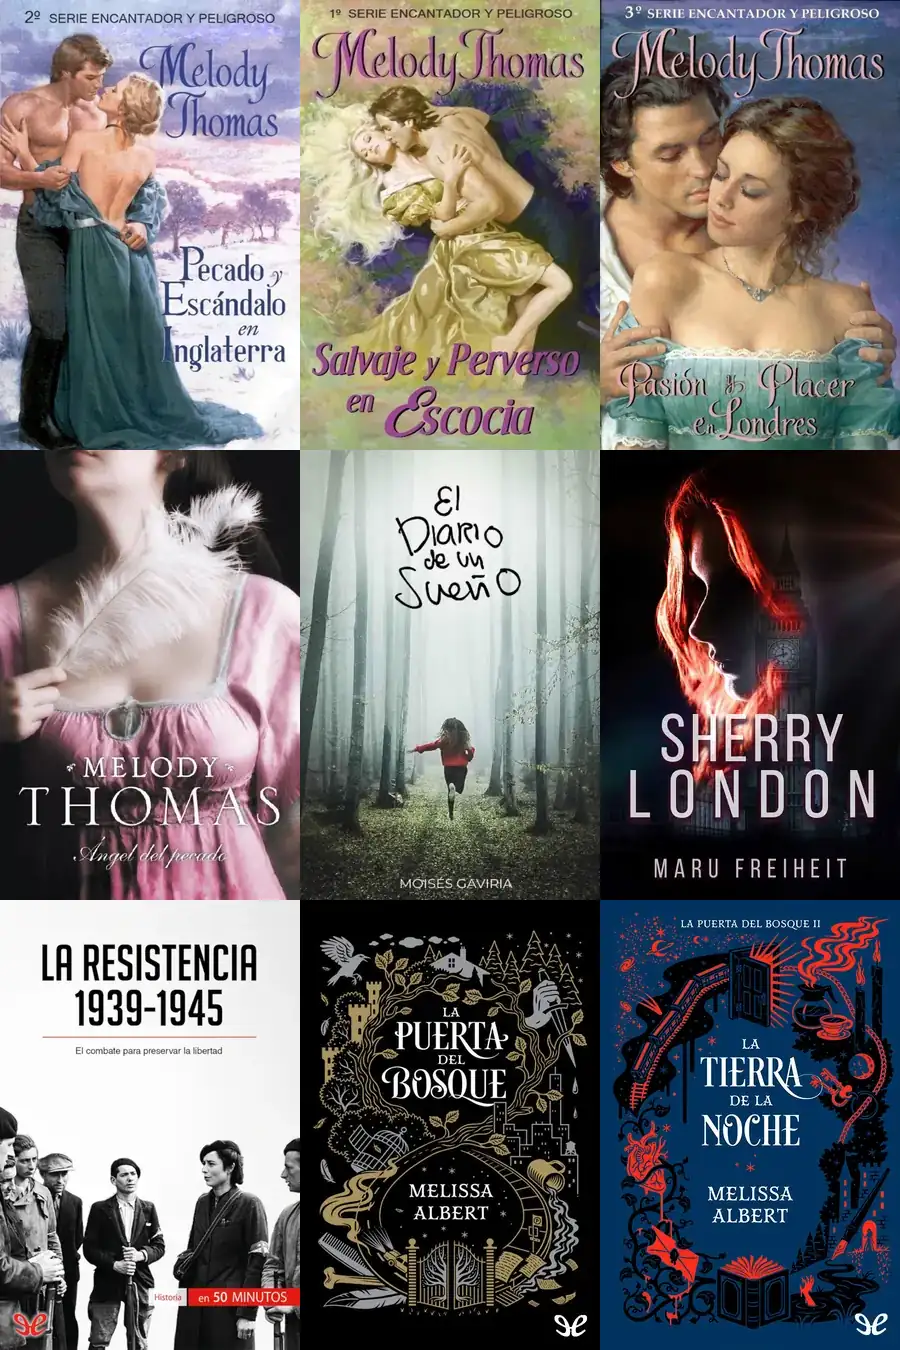 2º SERIE ENCANTADOR Y PELIGROSO
Melody
Thomas
Pecado y
Escándalo
en
Inglaterra
1º SERIE ENCANTADOR Y PELIGROSO
Melody Thomas
Salvaje y Perverso
en Escocia
3º SERIE ENCANTADOR Y PELIGROSO
Melody Thomas
Pasión y Placer
en Londres
MELODY
THOMAS
Ángel del pecado
El
Diario
de un
Sueño
MOISÉS GAVIRIA
SHERRY
LONDON
MARU FREIHEIT
LA RESISTENCIA
1939-1945
El combate para preservar la libertad
Historia en 50 MINUTOS
LA
PUERTA
DEL
BOSQUE
MELISSA
ALBERT
LA PUERTA DEL BOSQUE II
LA
TIERRA
DE LA
NOCHE
MELISSA
ALBERT